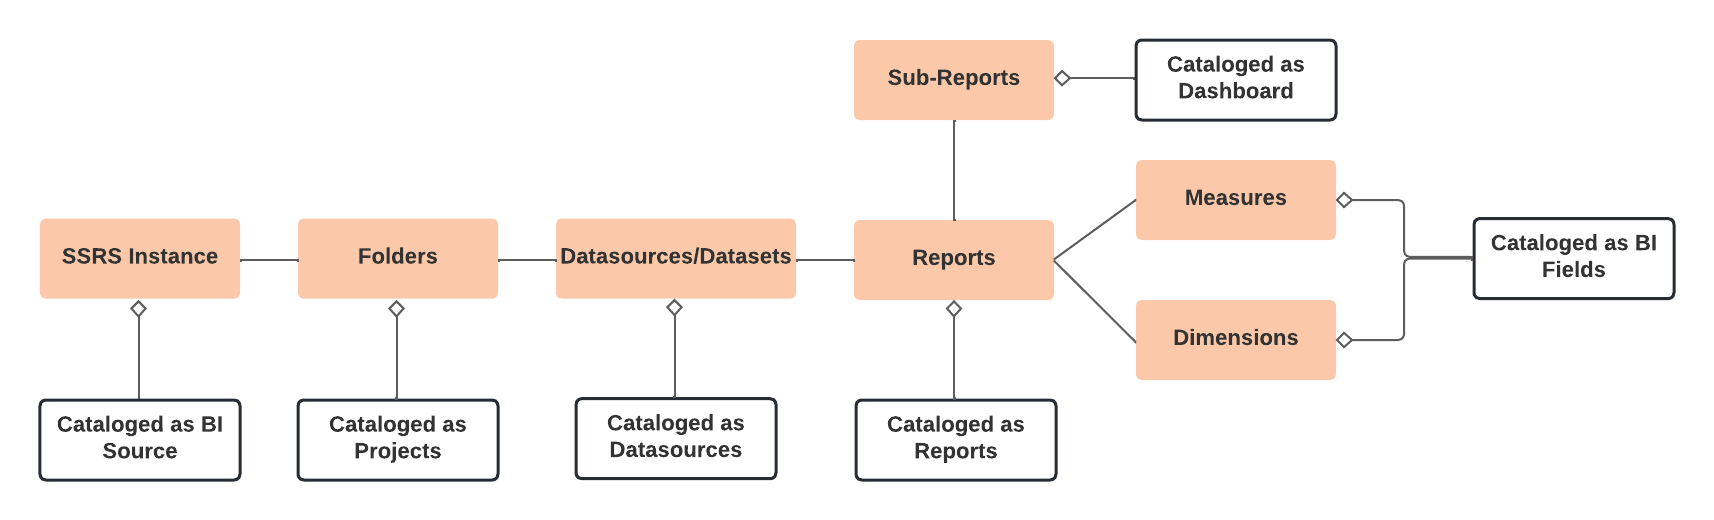 Sub-Reports
Cataloged as
Dashboard
Measures
SSRS Instance
Folders
Datasources/Datasets
Reports
Cataloged as BI
Fields
Dimensions
Cataloged as BI
Source
Cataloged as
Projects
Cataloged as
Datasources
Cataloged as
Reports